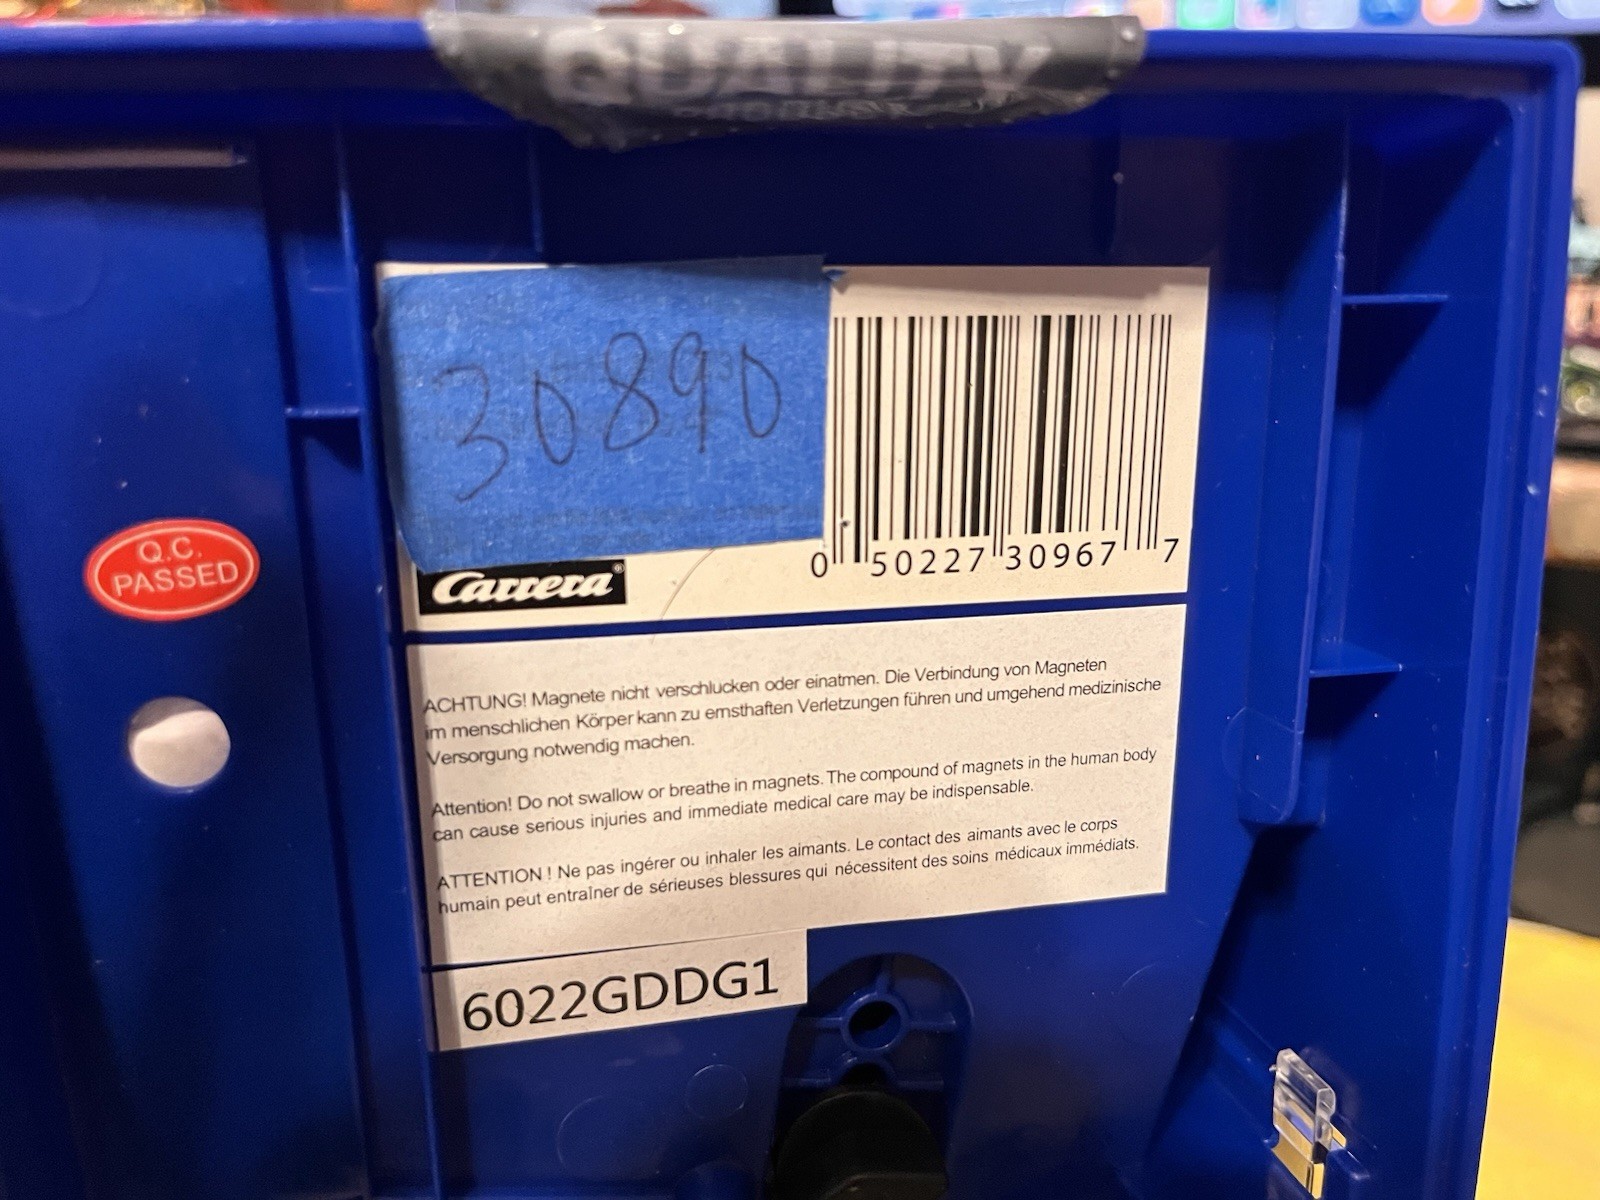 QUALITY
30890
0 50227 30967 7
Carrera®
Q.C.
PASSED
ACHTUNG! Magnete nicht verschlucken oder einatmen. Die Verbindung von Magneten
im menschlichen Körper kann zu ernsthaften Verletzungen führen und umgehend medizinische
Versorgung notwendig machen.
Attention! Do not swallow or breathe in magnets. The compound of magnets in the human body
can cause serious injuries and immediate medical care may be indispensable.
ATTENTION ! Ne pas ingérer ou inhaler les aimants. Le contact des aimants avec le corps
humain peut entraîner de sérieuses blessures qui nécessitent des soins médicaux immédiats.
6022GDDG1